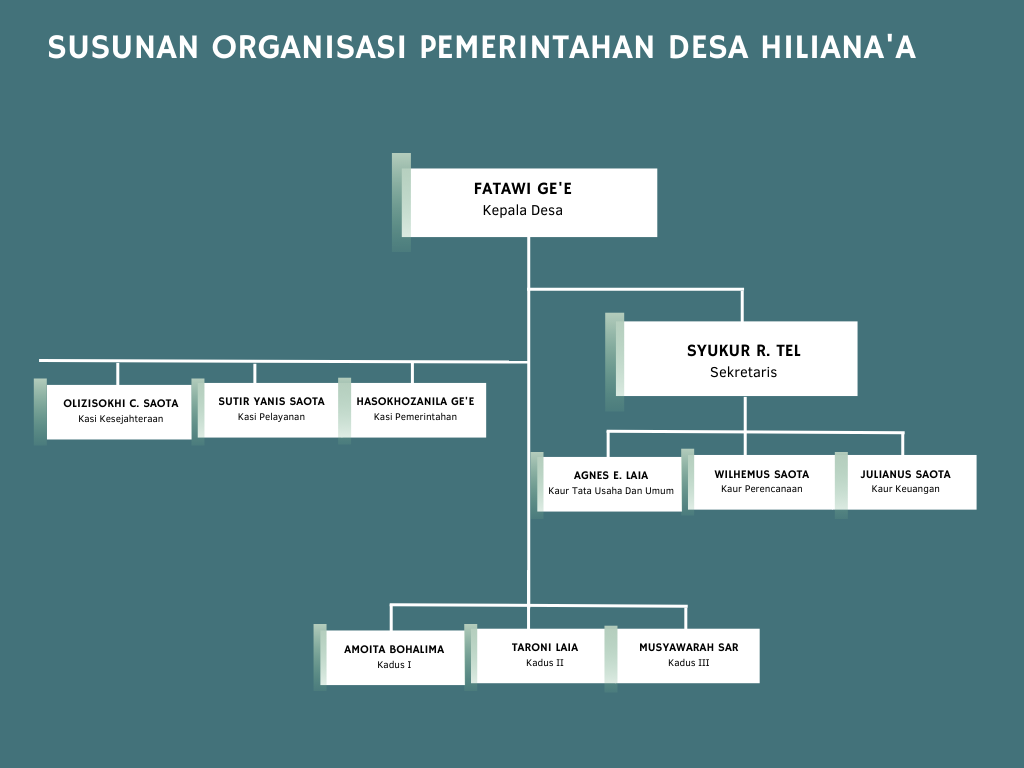 SUSUNAN ORGANISASI PEMERINTAHAN DESA HILIANA'A
FATAWI GE'E
Kepala Desa
SYUKUR R. TEL
Sekretaris
OLIZISOKHI C. SAOTA
Kasi Kesejahteraan
SUTIR YANIS SAOTA
Kasi Pelayanan
HASOKHOZANILA GE'E
Kasi Pemerintahan
AGNES E. LAIA
Kaur Tata Usaha Dan Umum
WILHEMUS SAOTA
Kaur Perencanaan
JULIANUS SAOTA
Kaur Keuangan
AMOITA BOHALIMA
Kadus I
TARONI LAIA
Kadus II
MUSYAWARAH SAR
Kadus III